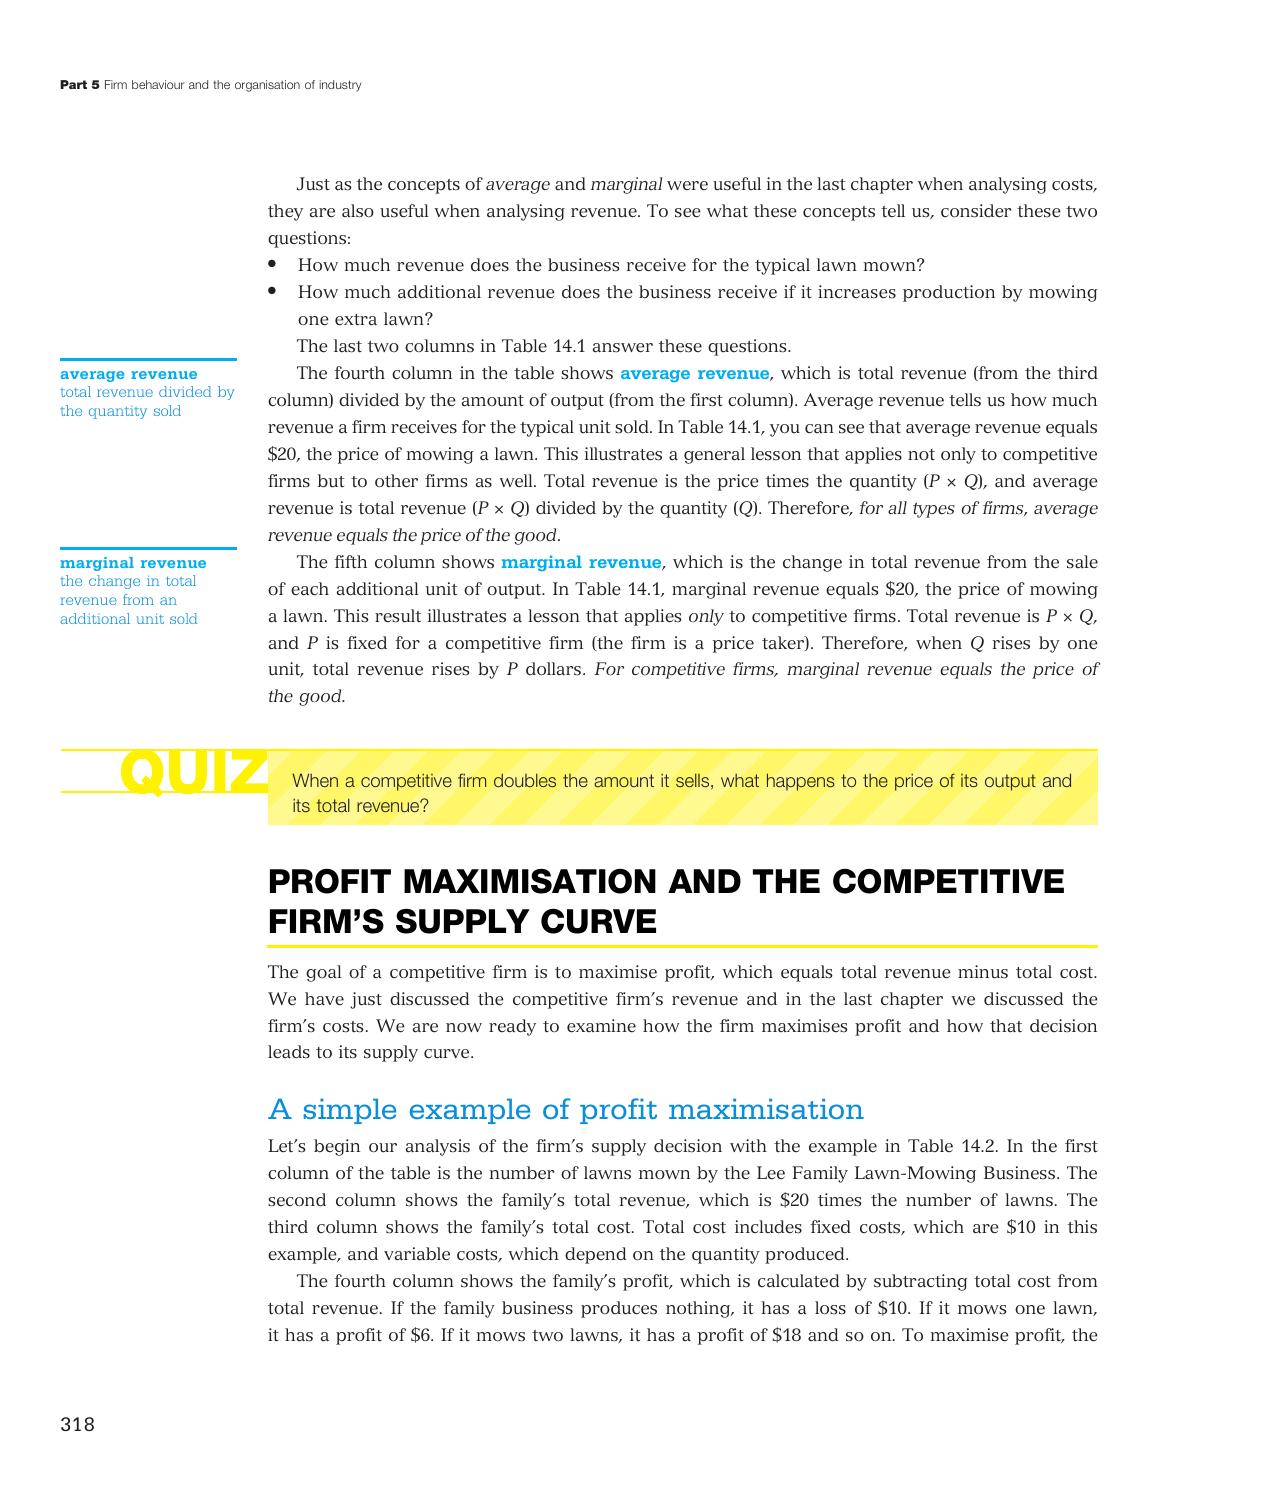 Part 5 Firm behaviour and the organisation of industry
Just as the concepts of average and marginal were useful in the last chapter when analysing costs,
they are also useful when analysing revenue. To see what these concepts tell us, consider these two
questions:
• How much revenue does the business receive for the typical lawn mown?
• How much additional revenue does the business receive if it increases production by mowing
one extra lawn?
The last two columns in Table 14.1 answer these questions.
average revenue
total revenue divided by
the quantity sold
The fourth column in the table shows average revenue, which is total revenue (from the third
column) divided by the amount of output (from the first column). Average revenue tells us how much
revenue a firm receives for the typical unit sold. In Table 14.1, you can see that average revenue equals
$20, the price of mowing a lawn. This illustrates a general lesson that applies not only to competitive
firms but to other firms as well. Total revenue is the price times the quantity (P × Q), and average
revenue is total revenue (P × Q) divided by the quantity (Q). Therefore, for all types of firms, average
revenue equals the price of the good.
marginal revenue
the change in total
revenue from an
additional unit sold
The fifth column shows marginal revenue, which is the change in total revenue from the sale
of each additional unit of output. In Table 14.1, marginal revenue equals $20, the price of mowing
a lawn. This result illustrates a lesson that applies only to competitive firms. Total revenue is P × Q,
and P is fixed for a competitive firm (the firm is a price taker). Therefore, when Q rises by one
unit, total revenue rises by P dollars. For competitive firms, marginal revenue equals the price of
the good.
QUIZ
When a competitive firm doubles the amount it sells, what happens to the price of its output and
its total revenue?
PROFIT MAXIMISATION AND THE COMPETITIVE
FIRM’S SUPPLY CURVE
The goal of a competitive firm is to maximise profit, which equals total revenue minus total cost.
We have just discussed the competitive firm’s revenue and in the last chapter we discussed the
firm’s costs. We are now ready to examine how the firm maximises profit and how that decision
leads to its supply curve.
A simple example of profit maximisation
Let’s begin our analysis of the firm’s supply decision with the example in Table 14.2. In the first
column of the table is the number of lawns mown by the Lee Family Lawn-Mowing Business. The
second column shows the family’s total revenue, which is $20 times the number of lawns. The
third column shows the family’s total cost. Total cost includes fixed costs, which are $10 in this
example, and variable costs, which depend on the quantity produced.
The fourth column shows the family’s profit, which is calculated by subtracting total cost from
total revenue. If the family business produces nothing, it has a loss of $10. If it mows one lawn,
it has a profit of $6. If it mows two lawns, it has a profit of $18 and so on. To maximise profit, the
318